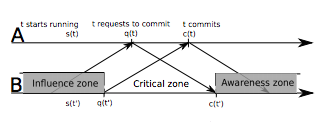 t starts running t requests to commit t commits
s(t) q(t) c(t)
A
B Influence zone Critical zone Awareness zone
s(t') q(t') c(t')